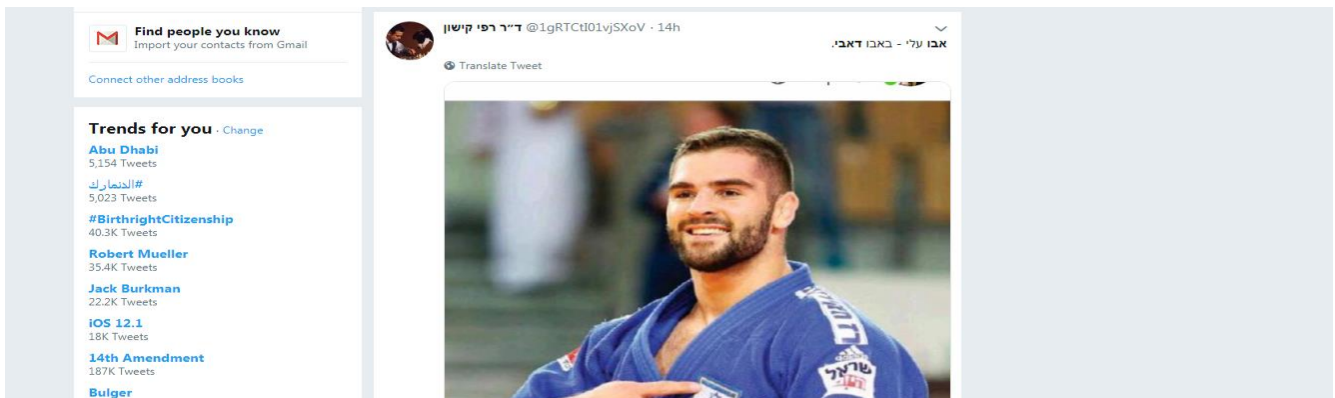 Find people you know
Import your contacts from Gmail
Connect other address books
Trends for you · Change
Abu Dhabi
5,154 Tweets
#الدنمارك
5,023 Tweets
#BirthrightCitizenship
40.3K Tweets
Robert Mueller
35.4K Tweets
Jack Burkman
22.2K Tweets
iOS 12.1
18K Tweets
14th Amendment
187K Tweets
Bulger
ד״ר רפי קישון @1gRTCtI01vjSXoV · 14h
אבו עלי - באבו דאבי.
Translate Tweet
adidas
ישראל